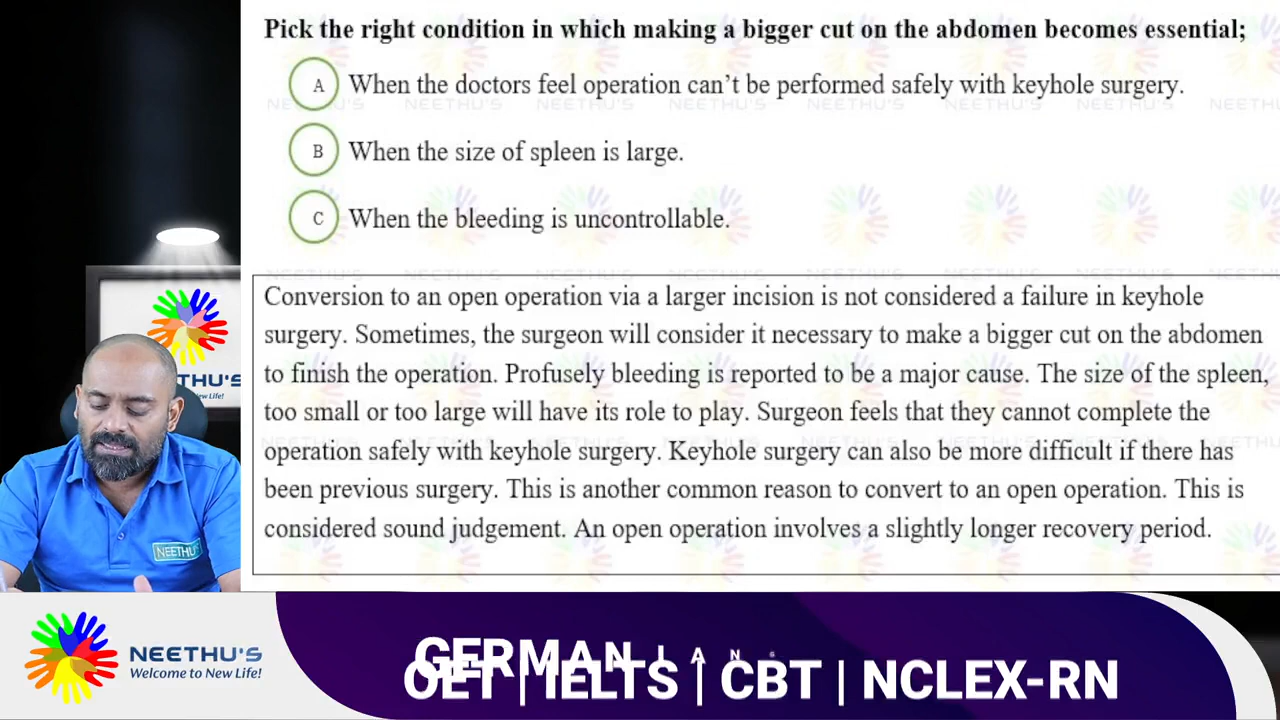 Pick the right condition in which making a bigger cut on the abdomen becomes essential;
A When the doctors feel operation can't be performed safely with keyhole surgery.
B When the size of spleen is large.
C When the bleeding is uncontrollable.
Conversion to an open operation via a larger incision is not considered a failure in keyhole
surgery. Sometimes, the surgeon will consider it necessary to make a bigger cut on the abdomen
to finish the operation. Profusely bleeding is reported to be a major cause. The size of the spleen,
too small or too large will have its role to play. Surgeon feels that they cannot complete the
operation safely with keyhole surgery. Keyhole surgery can also be more difficult if there has
been previous surgery. This is another common reason to convert to an open operation. This is
considered sound judgement. An open operation involves a slightly longer recovery period.
THU'S
ew Life!
NEETHU'S
NEETHU'S
Welcome to New Life!
GERMAN L A N
OET | IELTS | CBT | NCLEX-RN